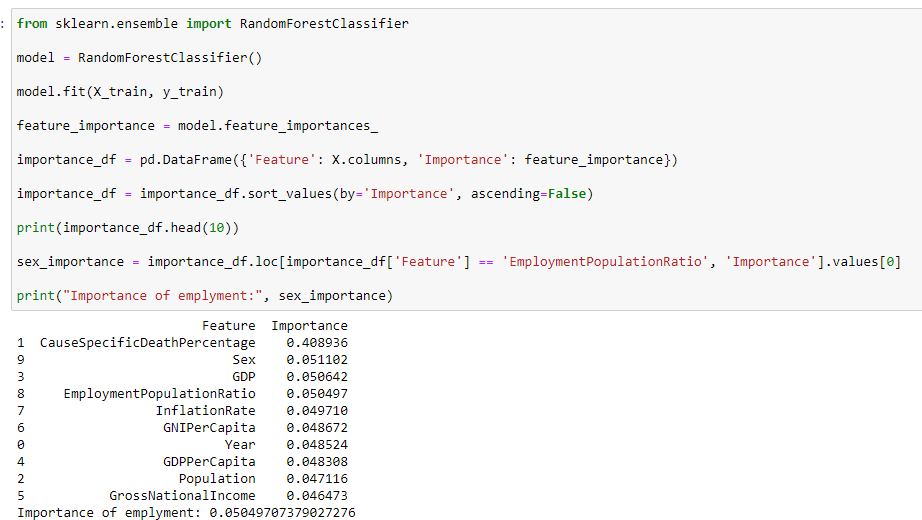 : from sklearn.ensemble import RandomForestClassifier
model = RandomForestClassifier()
model.fit(X_train, y_train)
feature_importance = model.feature_importances_
importance_df = pd.DataFrame({'Feature': X.columns, 'Importance': feature_importance})
importance_df = importance_df.sort_values(by='Importance', ascending=False)
print(importance_df.head(10))
sex_importance = importance_df.loc[importance_df['Feature'] == 'EmploymentPopulationRatio', 'Importance'].values[0]
print("Importance of emplyment:", sex_importance)
Feature Importance
1 CauseSpecificDeathPercentage 0.408936
9 Sex 0.051102
3 GDP 0.050642
8 EmploymentPopulationRatio 0.050497
7 InflationRate 0.049710
6 GNIPerCapita 0.048672
0 Year 0.048524
4 GDPPerCapita 0.048308
2 Population 0.047116
5 GrossNationalIncome 0.046473
Importance of emplyment: 0.05049707379027276